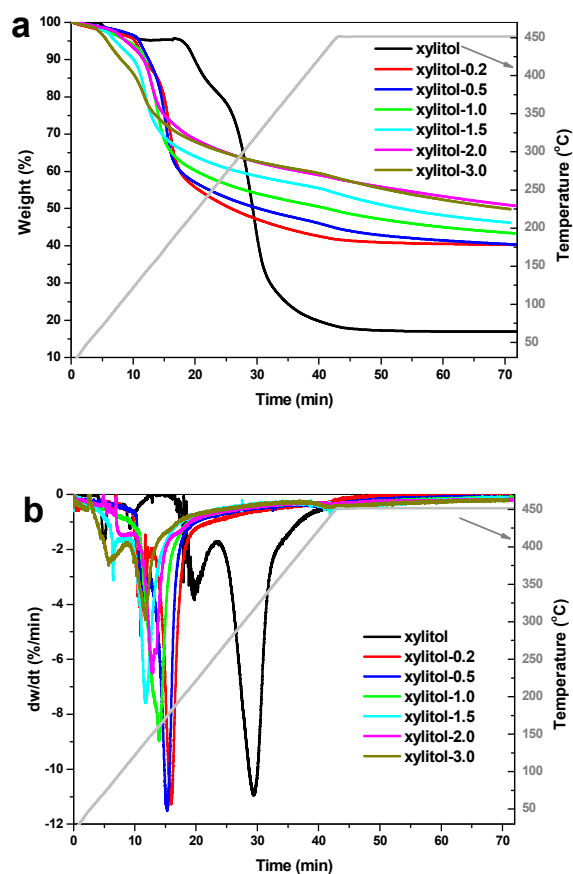 a
100
90
80
70
60
50
40
30
20
10
Weight (%)
0
10
20
30
40
50
60
70
Time (min)
450
400
350
300
250
200
150
100
50
Temperature (°C)
xylitol
xylitol-0.2
xylitol-0.5
xylitol-1.0
xylitol-1.5
xylitol-2.0
xylitol-3.0
b
0
-2
-4
-6
-8
-10
-12
dw/dt (%/min)
0
10
20
30
40
50
60
70
Time (min)
450
400
350
300
250
200
150
100
50
Temperature (°C)
xylitol
xylitol-0.2
xylitol-0.5
xylitol-1.0
xylitol-1.5
xylitol-2.0
xylitol-3.0